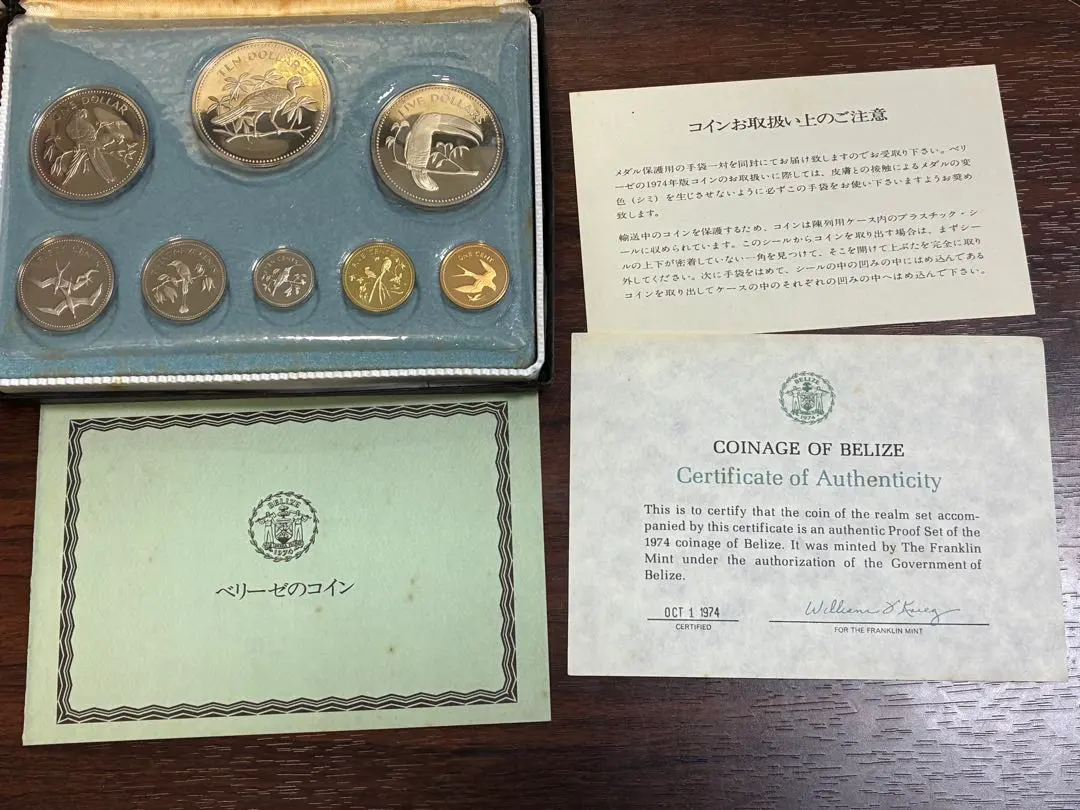 TEN DOLLARS
ONE DOLLAR
FIVE DOLLARS
TEN CENTS
ONE CENT
コインお取扱い上のご注意
メダル保護用の手袋一対を同封にてお届け致しますのでお受取り下さい。ベリ
ーゼの1974年版コインのお取扱いに際しては、皮膚との接触によるメダルの変
色(シミ)を生じさせないように必ずこの手袋をお使い下さいますようお奨め
致します。
輸送中のコインを保護するため、コインは陳列用ケース内のプラスチック・シ
ールに収められています。このシールからコインを取り出す場合は、まずシー
ルの上下が密着していない一角を見つけて、そこを開けて上ぶたを完全に取り
外してください。次に手袋をはめて、シールの中の凹みの中にはめ込んである
コインを取り出してケースの中のそれぞれの凹みの中へはめ込んで下さい。
BELIZE
1974
ベリーゼのコイン
BELIZE
1974
COINAGE OF BELIZE
Certificate of Authenticity
This is to certify that the coin of the realm set accom-
panied by this certificate is an authentic Proof Set of the
1974 coinage of Belize. It was minted by The Franklin
Mint under the authorization of the Government of
Belize.
OCT 1 1974
CERTIFIED
FOR THE FRANKLIN MINT